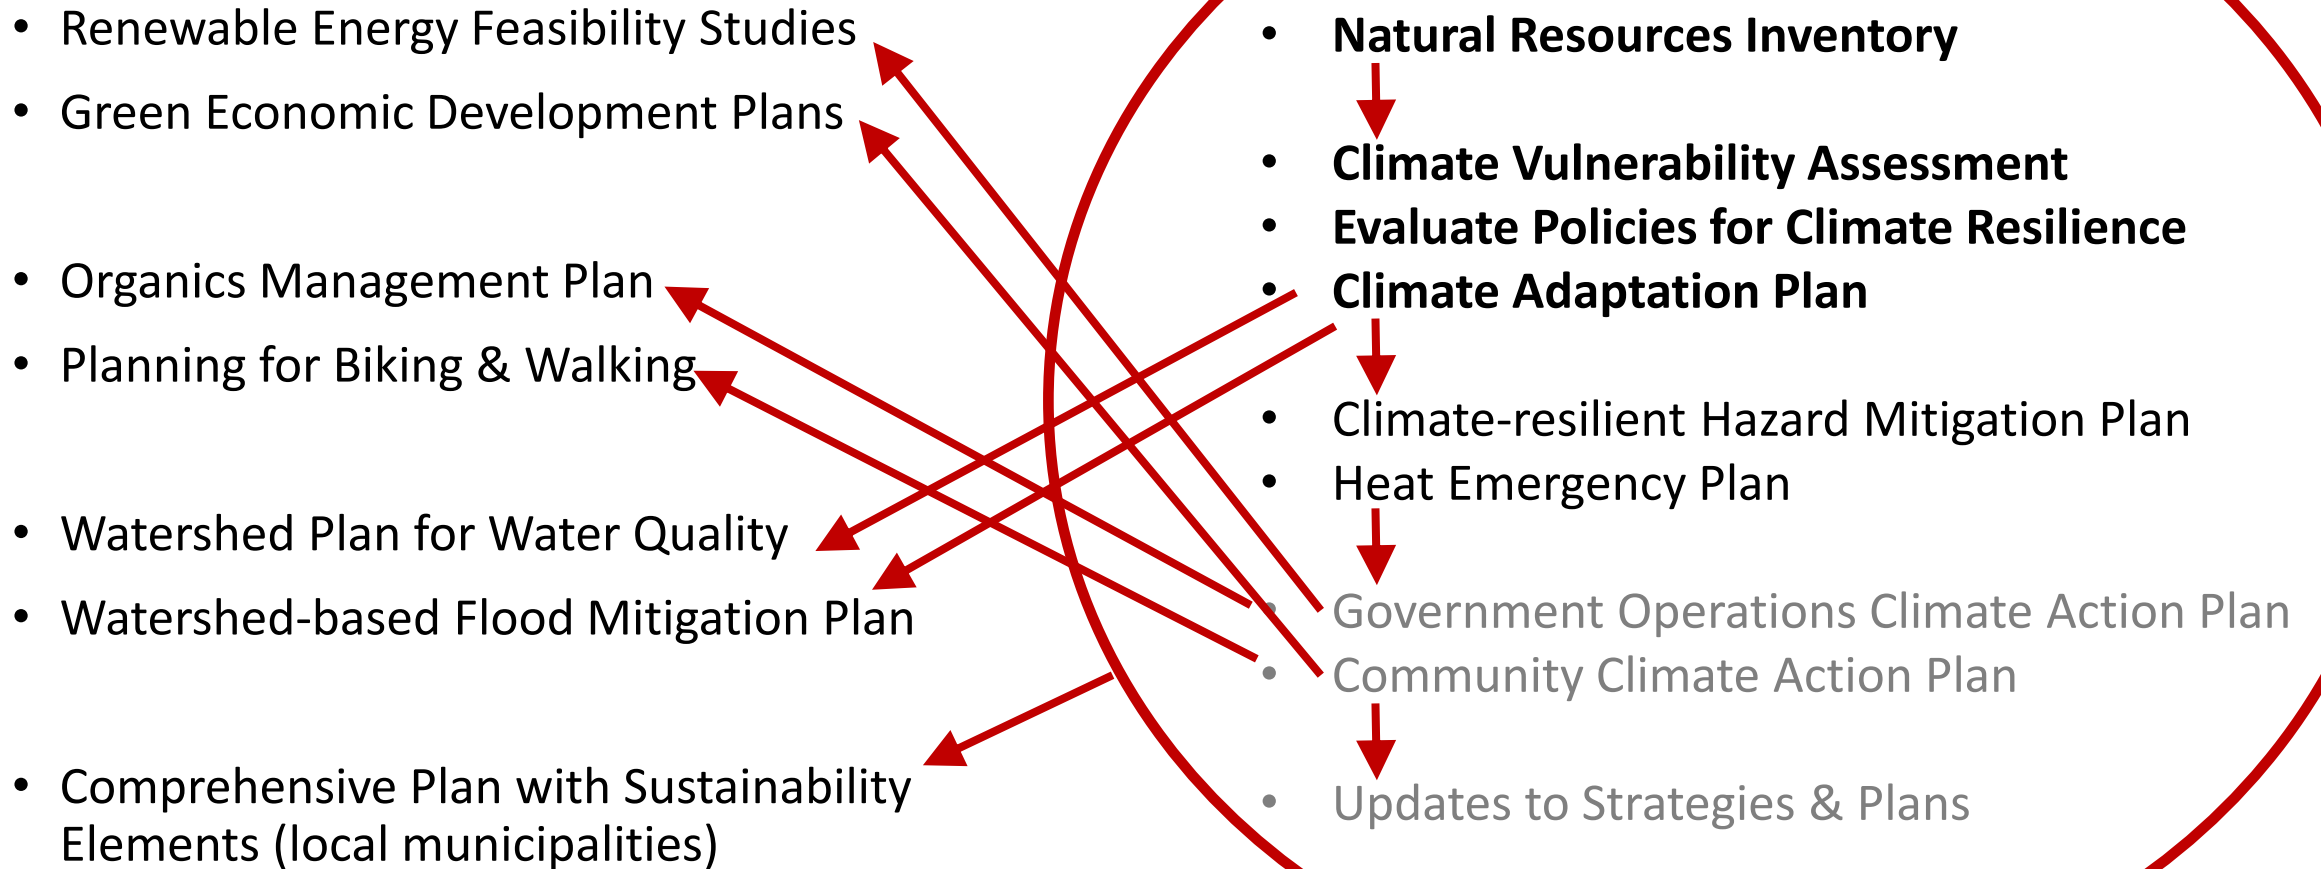 • Renewable Energy Feasibility Studies
• Green Economic Development Plans
• Organics Management Plan
• Planning for Biking & Walking
• Watershed Plan for Water Quality
• Watershed-based Flood Mitigation Plan
• Comprehensive Plan with Sustainability
Elements (local municipalities)
• Natural Resources Inventory
• Climate Vulnerability Assessment
• Evaluate Policies for Climate Resilience
• Climate Adaptation Plan
• Climate-resilient Hazard Mitigation Plan
• Heat Emergency Plan
• Government Operations Climate Action Plan
• Community Climate Action Plan
• Updates to Strategies & Plans